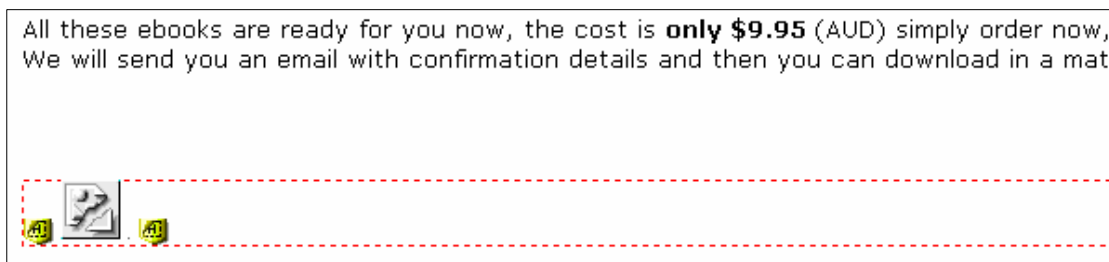 All these ebooks are ready for you now, the cost is only $9.95 (AUD) simply order now,
We will send you an email with confirmation details and then you can download in a mat